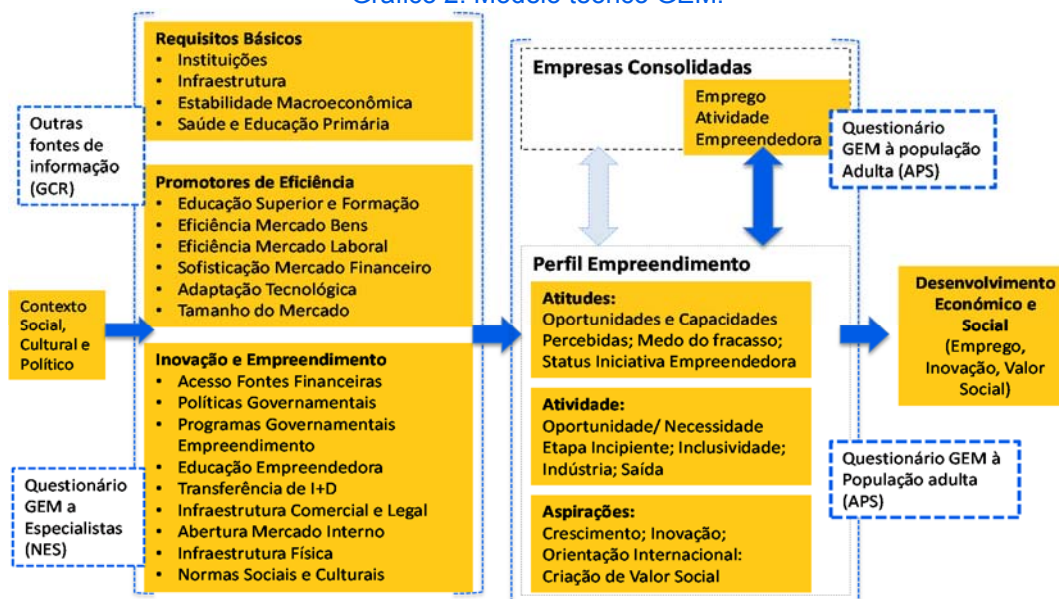 Gráfico 2. Modelo teórico GEM.
Requisitos Básicos
• Instituições
• Infraestrutura
• Estabilidade Macroeconômica
• Saúde e Educação Primária
Outras
fontes de
informação
(GCR)
Promotores de Eficiência
• Educação Superior e Formação
• Eficiência Mercado Bens
• Eficiência Mercado Laboral
• Sofisticação Mercado Financeiro
• Adaptação Tecnológica
• Tamanho do Mercado
Contexto
Social,
Cultural e
Político
Inovação e Empreendimento
• Acesso Fontes Financeiras
• Políticas Governamentais
• Programas Governamentais
Empreendimento
• Educação Empreendedora
• Transferência de I+D
• Infraestrutura Comercial e Legal
• Abertura Mercado Interno
• Infraestrutura Física
• Normas Sociais e Culturais
Questionário
GEM a
Especialistas
(NES)
Empresas Consolidadas
Emprego
Atividade
Empreendedora
Questionário
GEM à população
Adulta (APS)
Perfil Empreendimento
Atitudes:
Oportunidades e Capacidades
Percebidas; Medo do fracasso;
Status Iniciativa Empreendedora
Atividade:
Oportunidade/ Necessidade
Etapa Incipiente; Inclusividade;
Indústria; Saída
Aspirações:
Crescimento; Inovação;
Orientação Internacional:
Criação de Valor Social
Desenvolvimento
Económico e
Social
(Emprego,
Inovação, Valor
Social)
Questionário GEM à
População adulta
(APS)